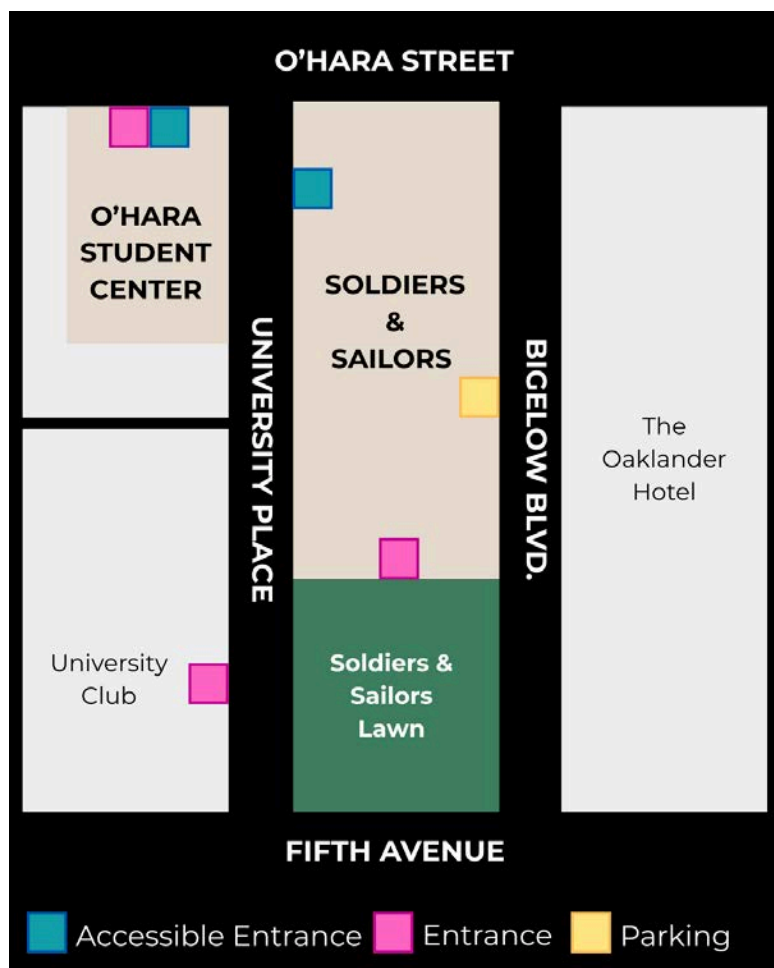 O'HARA STREET
O'HARA
STUDENT
CENTER
SOLDIERS
&
SAILORS
UNIVERSITY PLACE
BIGELOW BLVD.
The
Oaklander
Hotel
University
Club
Soldiers &
Sailors
Lawn
FIFTH AVENUE
Accessible Entrance
Entrance
Parking